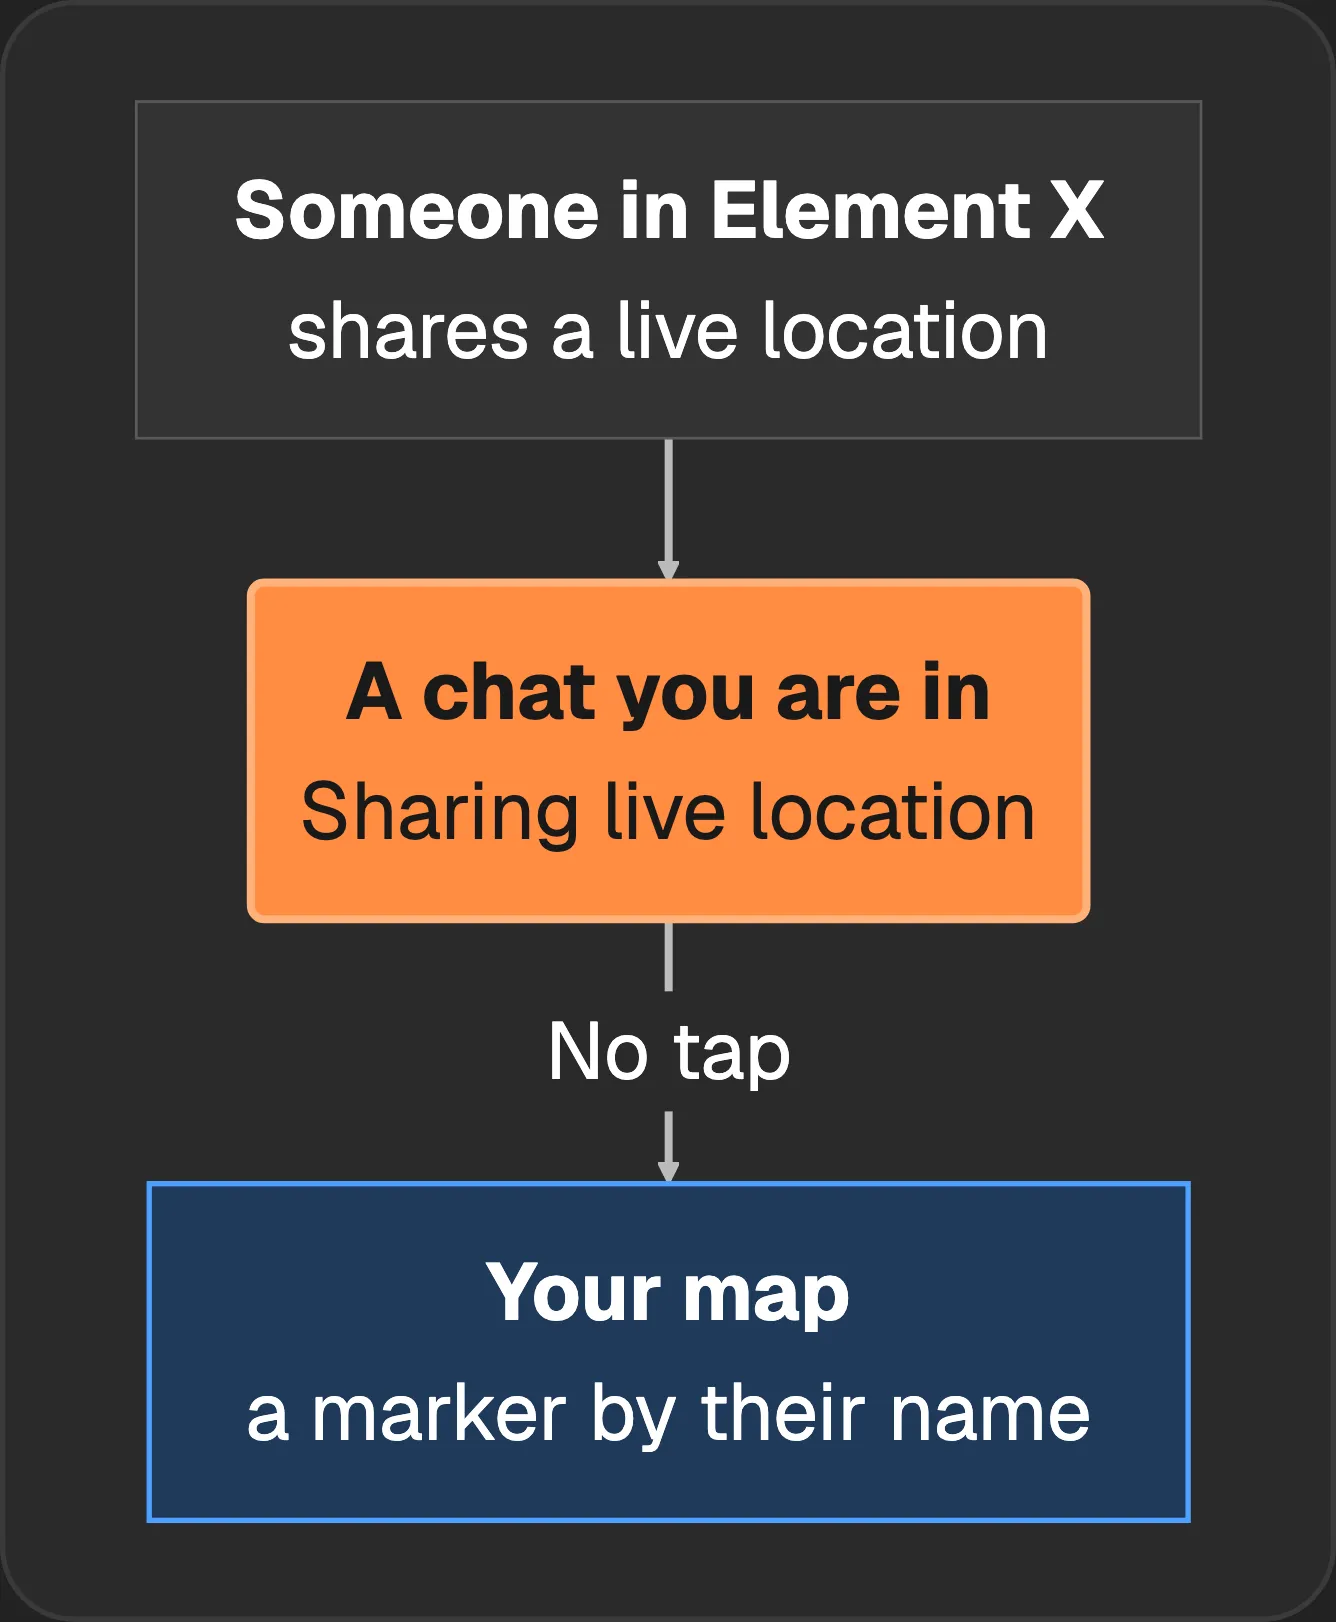 Someone in Element X
shares a live location
A chat you are in
Sharing live location
No tap
Your map
a marker by their name